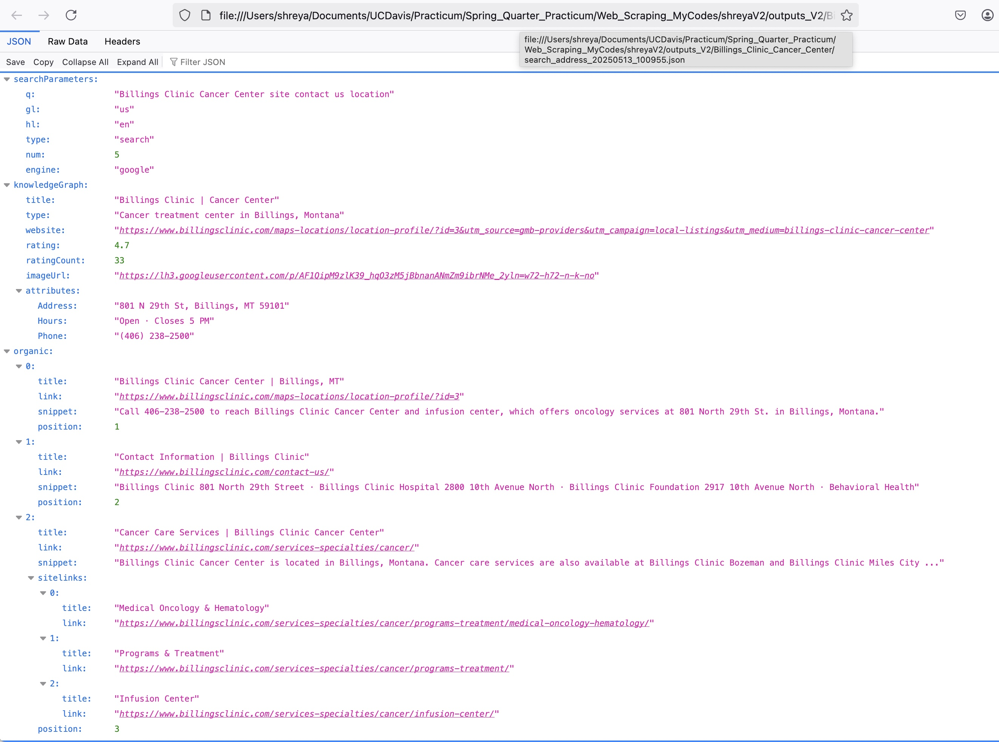 file:///Users/shreya/Documents/UCDavis/Practicum/Spring_Quarter_Practicum/Web_Scraping_MyCodes/shreyaV2/outputs_V2/Bi
JSON Raw Data Headers
file:///Users/shreya/Documents/UCDavis/Practicum/Spring_Quarter_Practicum/
Web_Scraping_MyCodes/shreyaV2/outputs_V2/Billings_Clinic_Cancer_Center/
search_address_20250513_100955.json
Save Copy Collapse All Expand All Filter JSON
searchParameters:
q: "Billings Clinic Cancer Center site contact us location"
gl: "us"
hl: "en"
type: "search"
num: 5
engine: "google"
knowledgeGraph:
title: "Billings Clinic | Cancer Center"
type: "Cancer treatment center in Billings, Montana"
website: "https://www.billingsclinic.com/maps-locations/location-profile/?id=3&utm_source=gmb-providers&utm_campaign=local-listings&utm_medium=billings-clinic-cancer-center"
rating: 4.7
ratingCount: 33
imageUrl: "https://lh3.googleusercontent.com/p/AF1QipM9zlK39_hqO3zM5jBbnanANmZm9ibrNMe_2yln=w72-h72-n-k-no"
attributes:
Address: "801 N 29th St, Billings, MT 59101"
Hours: "Open · Closes 5 PM"
Phone: "(406) 238-2500"
organic:
0:
title: "Billings Clinic Cancer Center | Billings, MT"
link: "https://www.billingsclinic.com/maps-locations/location-profile/?id=3"
snippet: "Call 406-238-2500 to reach Billings Clinic Cancer Center and infusion center, which offers oncology services at 801 North 29th St. in Billings, Montana."
position: 1
1:
title: "Contact Information | Billings Clinic"
link: "https://www.billingsclinic.com/contact-us/"
snippet: "Billings Clinic 801 North 29th Street · Billings Clinic Hospital 2800 10th Avenue North · Billings Clinic Foundation 2917 10th Avenue North · Behavioral Health"
position: 2
2:
title: "Cancer Care Services | Billings Clinic Cancer Center"
link: "https://www.billingsclinic.com/services-specialties/cancer/"
snippet: "Billings Clinic Cancer Center is located in Billings, Montana. Cancer care services are also available at Billings Clinic Bozeman and Billings Clinic Miles City ..."
sitelinks:
0:
title: "Medical Oncology & Hematology"
link: "https://www.billingsclinic.com/services-specialties/cancer/programs-treatment/medical-oncology-hematology/"
1:
title: "Programs & Treatment"
link: "https://www.billingsclinic.com/services-specialties/cancer/programs-treatment/"
2:
title: "Infusion Center"
link: "https://www.billingsclinic.com/services-specialties/cancer/infusion-center/"
position: 3